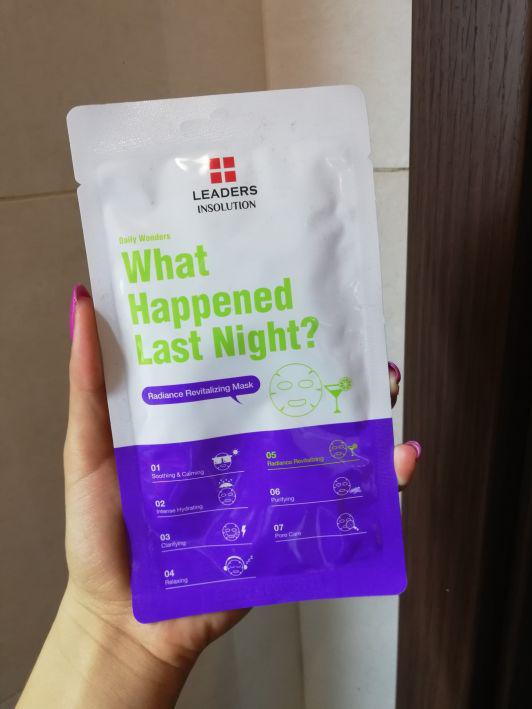 LEADERS
INSOLUTION
Daily Wonders
What
Happened
Last Night?
Radiance Revitalizing Mask
01
Soothing & Calming
02
Intense Hydrating
03
Clarifying
04
Relaxing
05
Radiance Revitalizing
06
Purifying
07
Pore Care